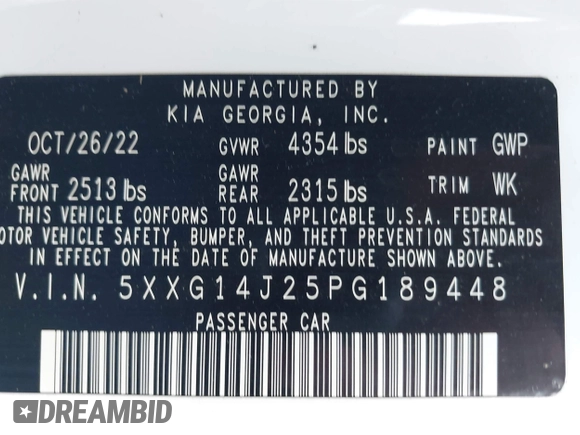 MANUFACTURED BY
KIA GEORGIA, INC.
OCT/26/22 GVWR 4354 lbs PAINT GWP
GAWR FRONT 2513 lbs GAWR REAR 2315 lbs TRIM WK
THIS VEHICLE CONFORMS TO ALL APPLICABLE U.S.A. FEDERAL
OTOR VEHICLE SAFETY, BUMPER, AND THEFT PREVENTION STANDARDS
IN EFFECT ON THE DATE OF MANUFACTURE SHOWN ABOVE.
V.I.N. 5XXG14J25PG189448
PASSENGER CAR
DREAMBID